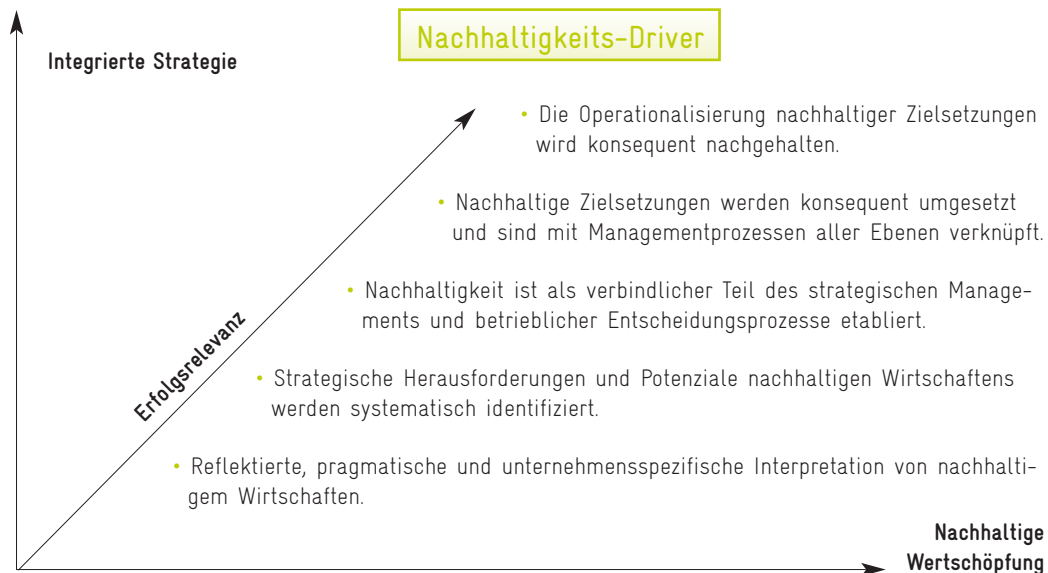 Nachhaltigkeits-Driver
Integrierte Strategie
• Die Operationalisierung nachhaltiger Zielsetzungen
wird konsequent nachgehalten.
• Nachhaltige Zielsetzungen werden konsequent umgesetzt
und sind mit Managementprozessen aller Ebenen verknüpft.
• Nachhaltigkeit ist als verbindlicher Teil des strategischen Manage-
ments und betrieblicher Entscheidungsprozesse etabliert.
Erfolgsrelevanz
• Strategische Herausforderungen und Potenziale nachhaltigen Wirtschaftens
werden systematisch identifiziert.
• Reflektierte, pragmatische und unternehmensspezifische Interpretation von nachhalti-
gem Wirtschaften.
Nachhaltige
Wertschöpfung